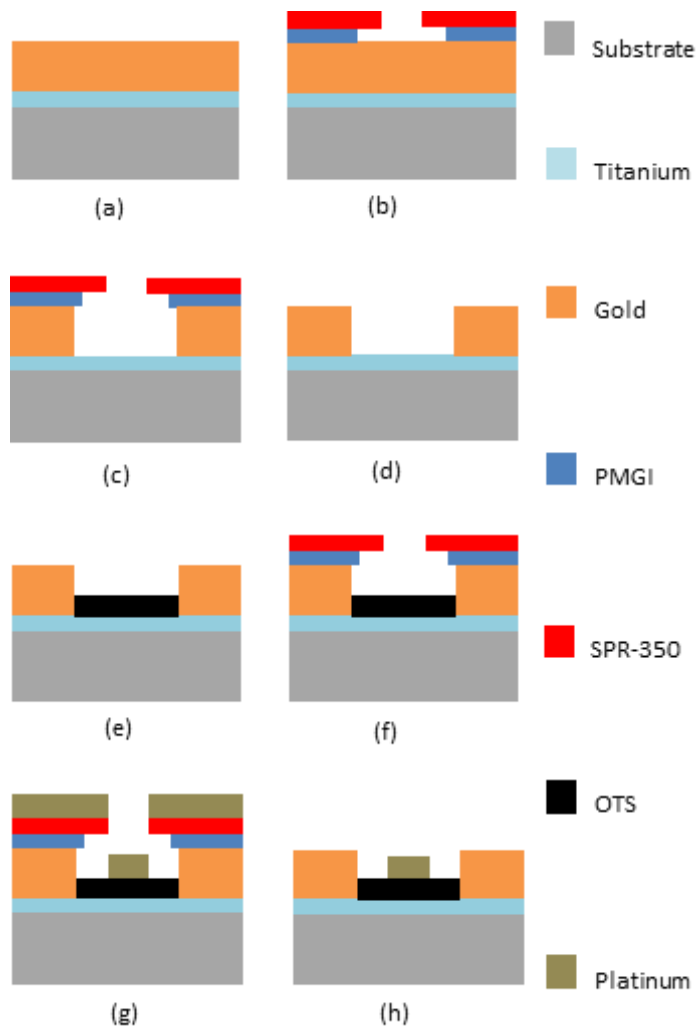 Substrate
(a)
(b)
Titanium
Gold
(c)
(d)
PMGI
(e)
(f)
SPR-350
OTS
(g)
(h)
Platinum